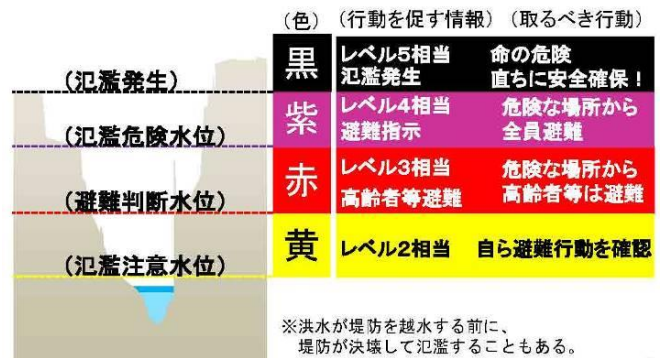 (色) (行動を促す情報) (取るべき行動)
(氾濫発生)
黒
レベル5相当 命の危険
氾濫発生 直ちに安全確保!
(氾濫危険水位)
紫
レベル4相当 危険な場所から
避難指示 全員避難
(避難判断水位)
赤
レベル3相当 危険な場所から
高齢者等避難 高齢者等は避難
(氾濫注意水位)
黄
レベル2相当 自ら避難行動を確認
※洪水が堤防を越水する前に、
堤防が決壊して氾濫することもある。